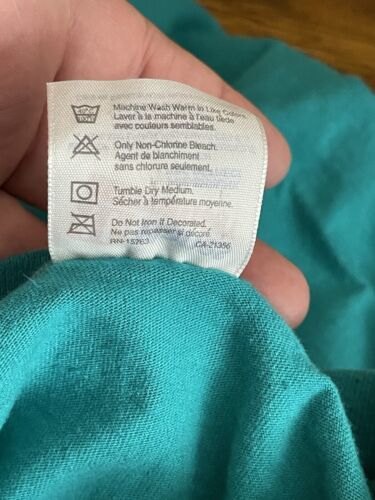 Machine Wash Warm in Like Colors.
Laver à la machine à l'eau tiède
avec couleurs semblables.
Only Non-Chlorine Bleach.
Agent de blanchiment
sans chlorure seulement.
Tumble Dry Medium.
Sécher à température moyenne.
Do Not Iron If Decorated.
Ne pas repasser si décoré.
RN-15763 CA-21356